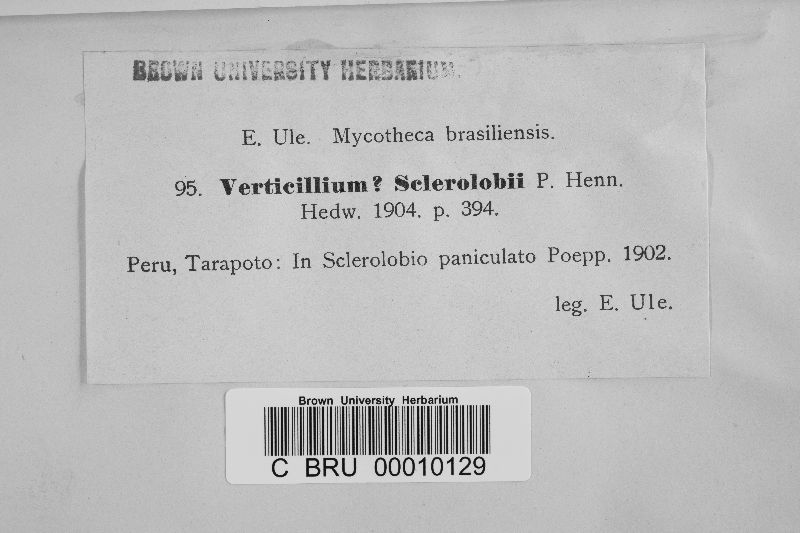 BROWN UNIVERSITY HERBARIUM.
E. Ule. Mycotheca brasiliensis.
95. Verticillium? Sclerolobii P. Henn.
Hedw. 1904. p. 394.
Peru, Tarapoto: In Sclerolobio paniculato Poepp. 1902.
leg. E. Ule.
Brown University Herbarium
C BRU 00010129